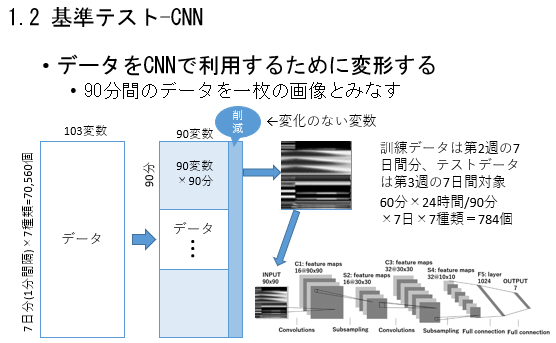 1.2 基準テスト-CNN
• データをCNNで利用するために変形する
• 90分間のデータを一枚の画像とみなす
削減
←変化のない変数
103変数
90変数
7日分(1分間隔)×7種類=70,560個
データ
90分
90変数
×90分
データ
訓練データは第2週の7
日間分、テストデータ
は第3週の7日間対象
60分×24時間/90分
×7日×7種類＝784個
INPUT
90x90
C1: feature maps
16@90x90
S2: feature maps
16@30x30
C3: feature maps
32@30x30
S4: feature maps
32@10x10
F5: layer
1024
OUTPUT
7
Convolutions
Subsampling
Convolutions
Subsampling
Full connection
Full connection